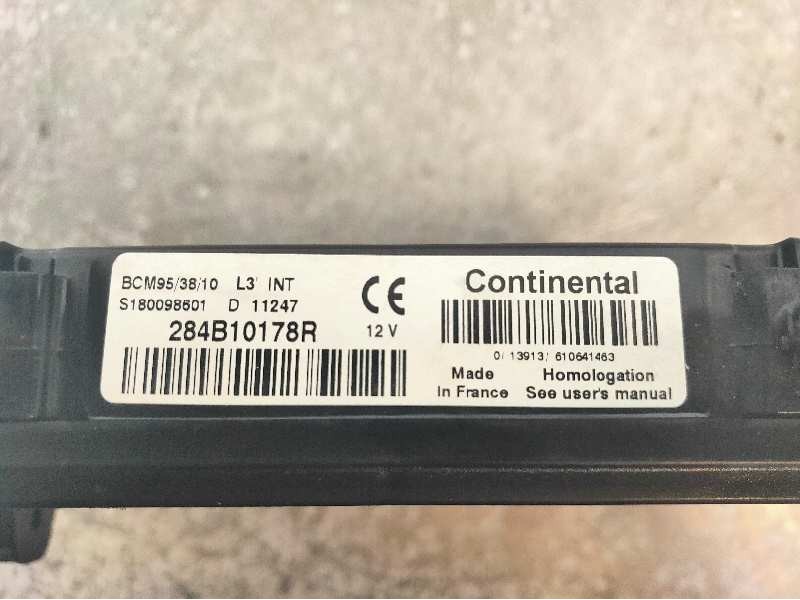 BCM95/38/10 L3' INT
S180098601 D 11247
284B10178R
CE
12 V
Continental
0/ 13913/ 610641463
Made
In France
Homologation
See user's manual